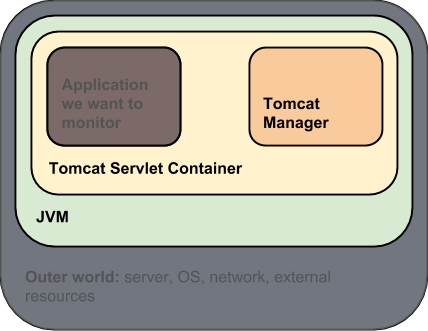 Application
we want to
monitor
Tomcat
Manager
Tomcat Servlet Container
JVM
Outer world: server, OS, network, external
resources